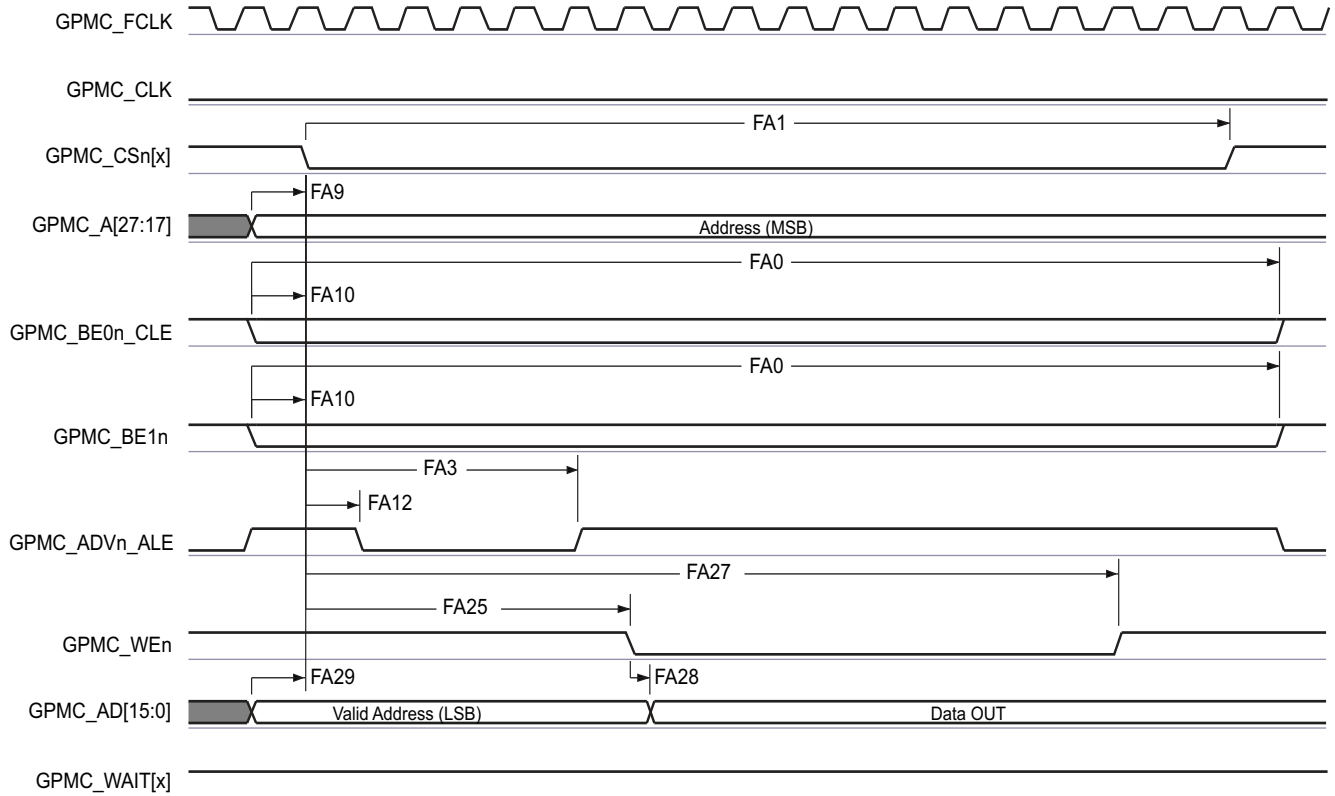 GPMC_FCLK
GPMC_CLK
FA1
GPMC_CSn[x]
FA9
GPMC_A[27:17]
Address (MSB)
FA0
FA10
GPMC_BE0n_CLE
FA0
FA10
GPMC_BE1n
FA3
FA12
GPMC_ADVn_ALE
FA27
FA25
GPMC_WEn
FA29
FA28
GPMC_AD[15:0]
Valid Address (LSB)
Data OUT
GPMC_WAIT[x]